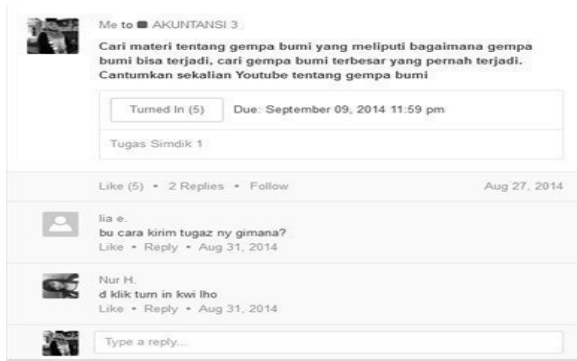 Me to AKUNTANSI 3
Cari materi tentang gempa bumi yang meliputi bagaimana gempa
bumi bisa terjadi, cari gempa bumi terbesar yang pernah terjadi.
Cantumkan sekalian Youtube tentang gempa bumi
Turned In (5) Due: September 09, 2014 11:59 pm
Tugas Simdik 1
Like (5) • 2 Replies • Follow Aug 27, 2014
lia e.
bu cara kirim tugaz ny gimana?
Like • Reply • Aug 31, 2014
Nur H.
d klik turn in kwi lho
Like • Reply • Aug 31, 2014
Type a reply...